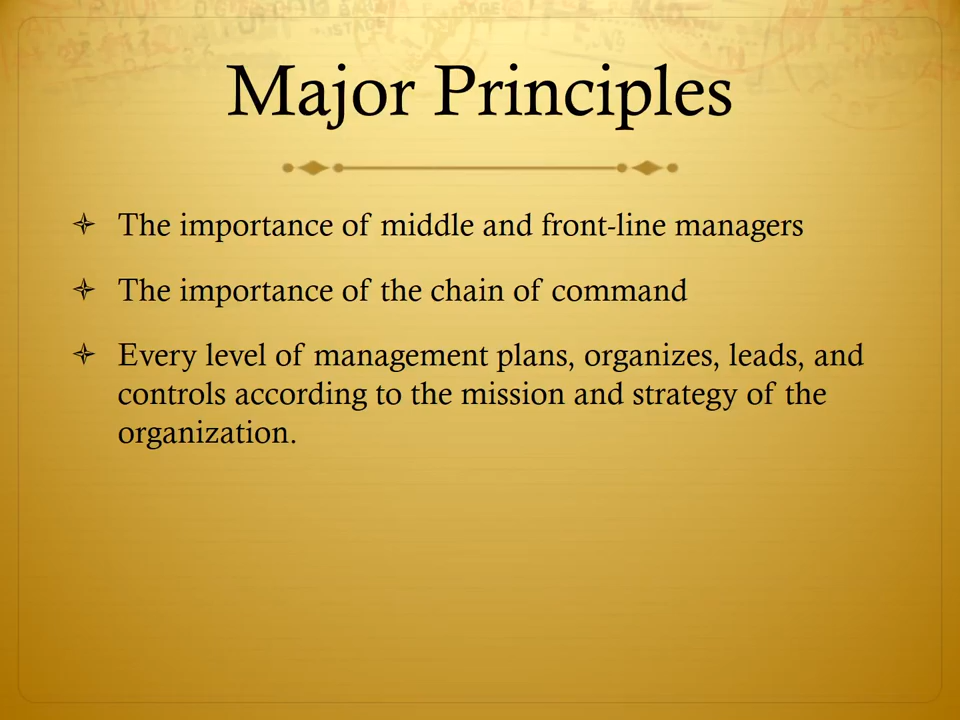 Major Principles
The importance of middle and front-line managers
The importance of the chain of command
Every level of management plans, organizes, leads, and
controls according to the mission and strategy of the
organization.